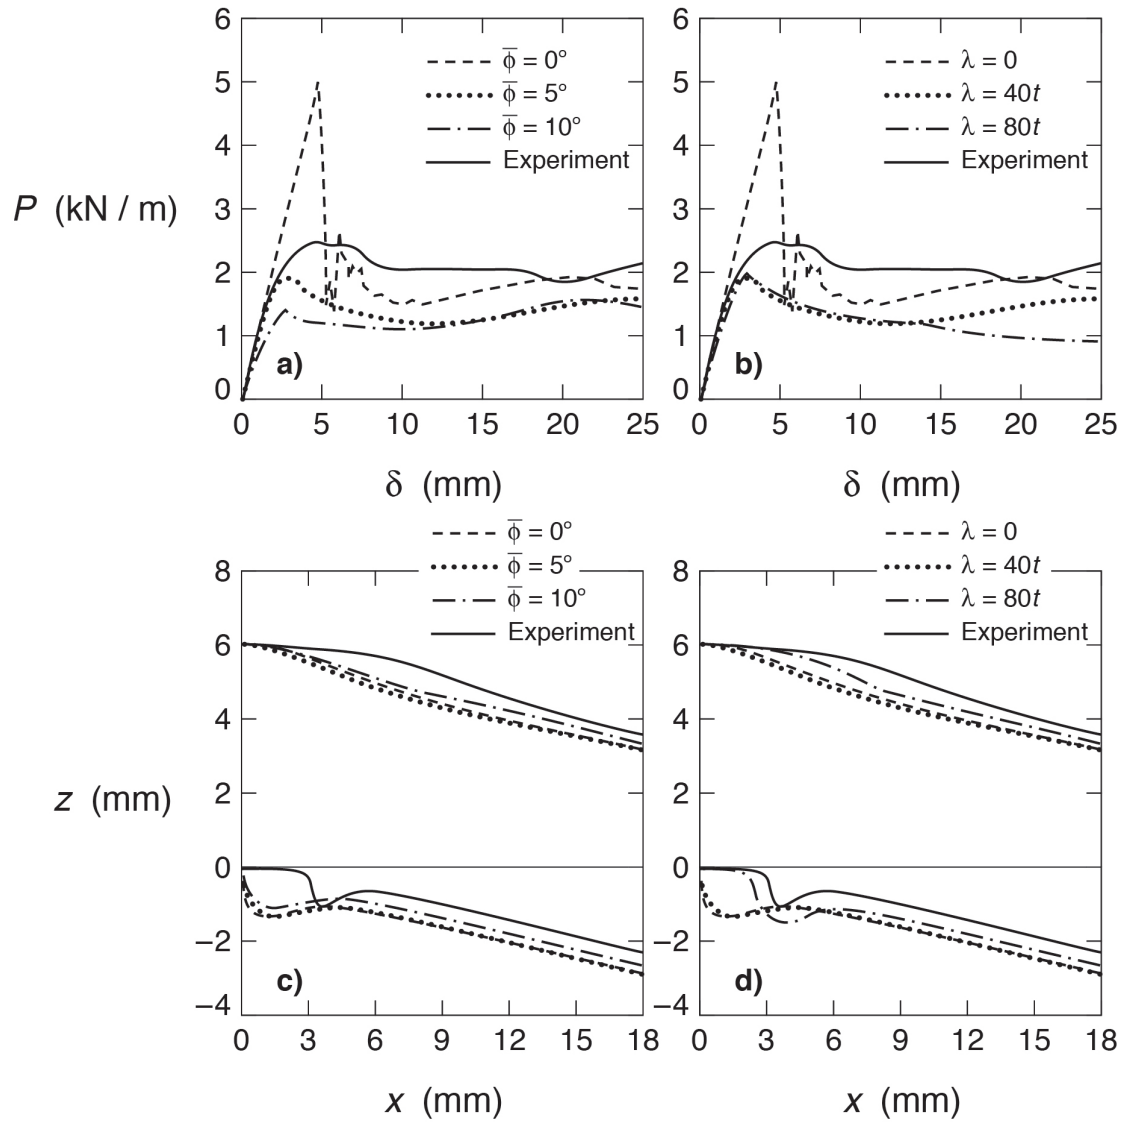 6
5
4
3
2
1
0
P (kN / m)
ϕ̅ = 0°
ϕ̅ = 5°
ϕ̅ = 10°
Experiment
a)
0 5 10 15 20 25
δ (mm)
6
5
4
3
2
1
0
λ = 0
λ = 40t
λ = 80t
Experiment
b)
0 5 10 15 20 25
δ (mm)
ϕ̅ = 0°
ϕ̅ = 5°
ϕ̅ = 10°
Experiment
8
6
4
2
0
−2
−4
z (mm)
c)
0 3 6 9 12 15 18
x (mm)
λ = 0
λ = 40t
λ = 80t
Experiment
8
6
4
2
0
−2
−4
d)
0 3 6 9 12 15 18
x (mm)